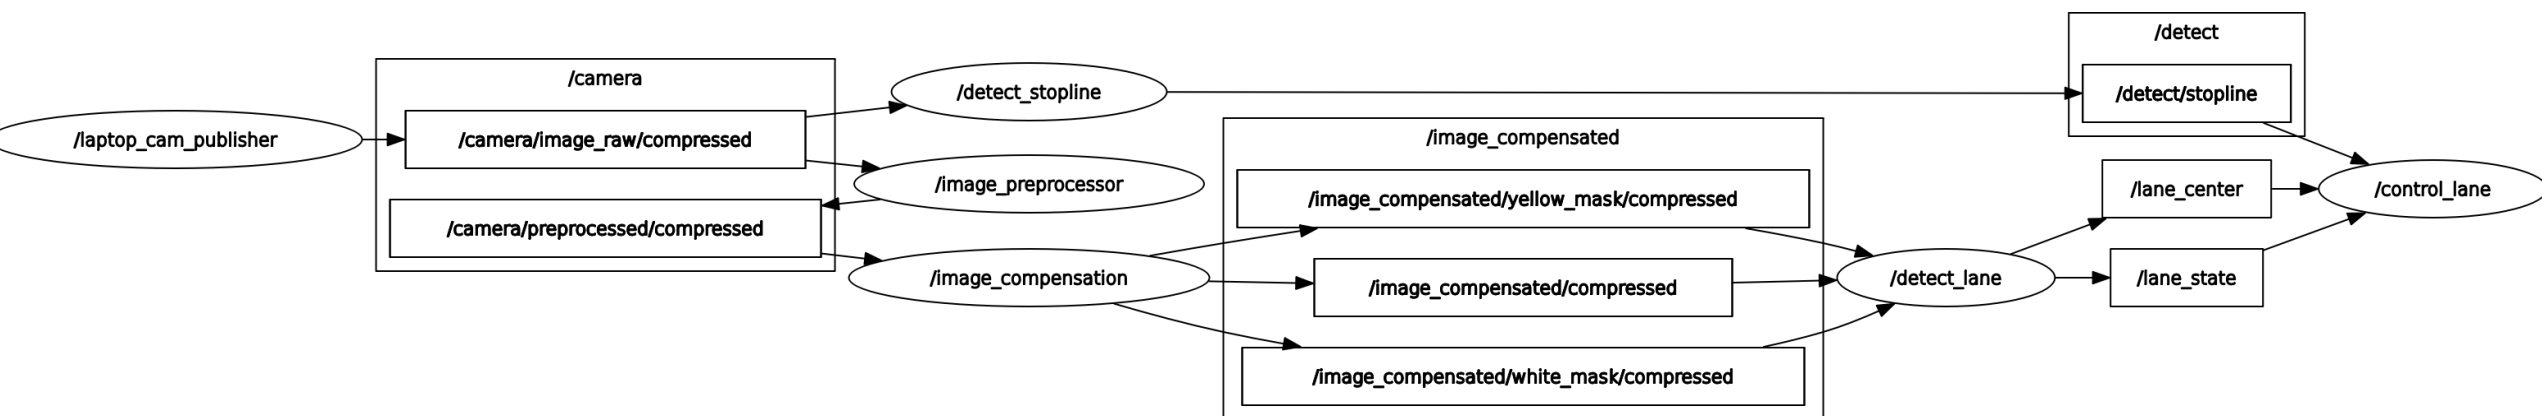 /laptop_cam_publisher
/camera
/camera/image_raw/compressed
/camera/preprocessed/compressed
/detect_stopline
/image_preprocessor
/image_compensation
/image_compensated
/image_compensated/yellow_mask/compressed
/image_compensated/compressed
/image_compensated/white_mask/compressed
/detect_lane
/detect
/detect/stopline
/lane_center
/lane_state
/control_lane